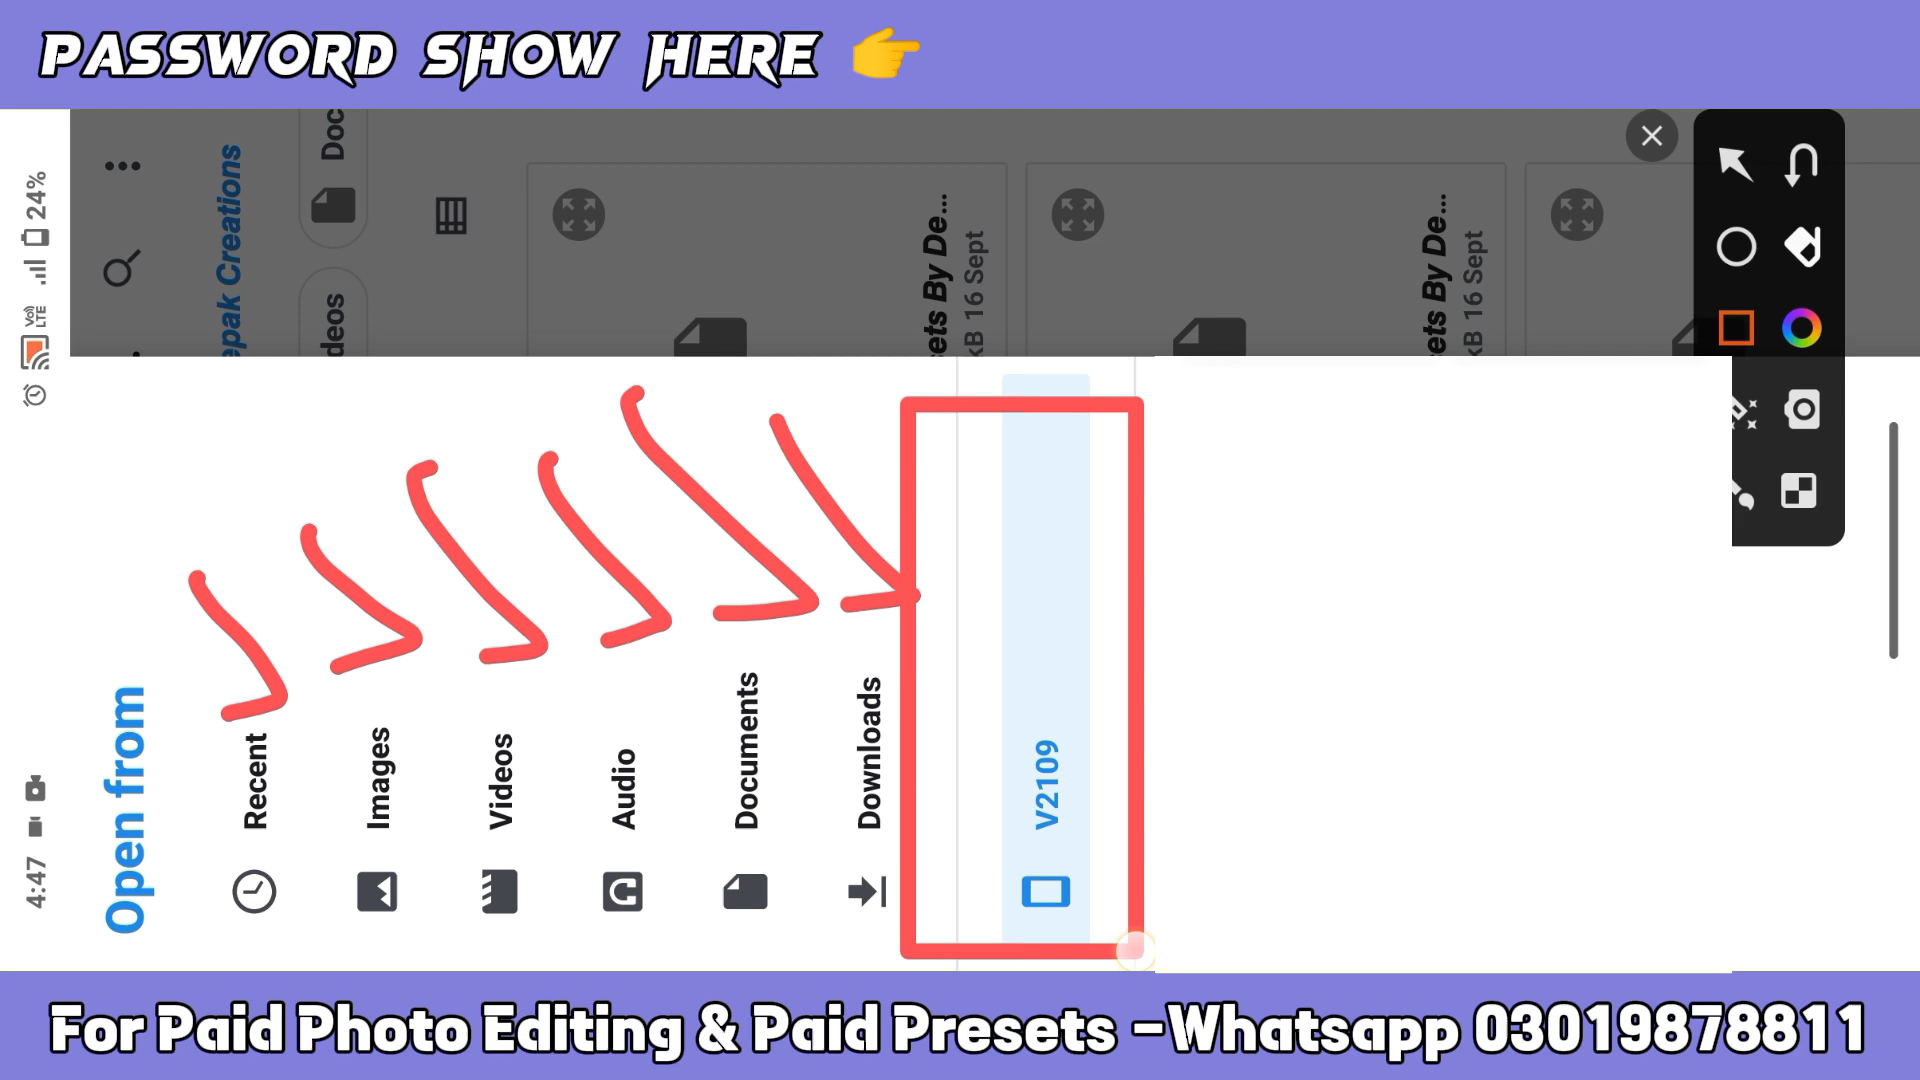 PASSWORD SHOW HERE 👉
4:47
Vo)) LTE
24%
epak Creations
Doc
deos
ets By De...
kB 16 Sept
ets By De...
kB 16 Sept
Open from
Recent
Images
Videos
Audio
Documents
Downloads
V2109
For Paid Photo Editing & Paid Presets -Whatsapp 03019878811